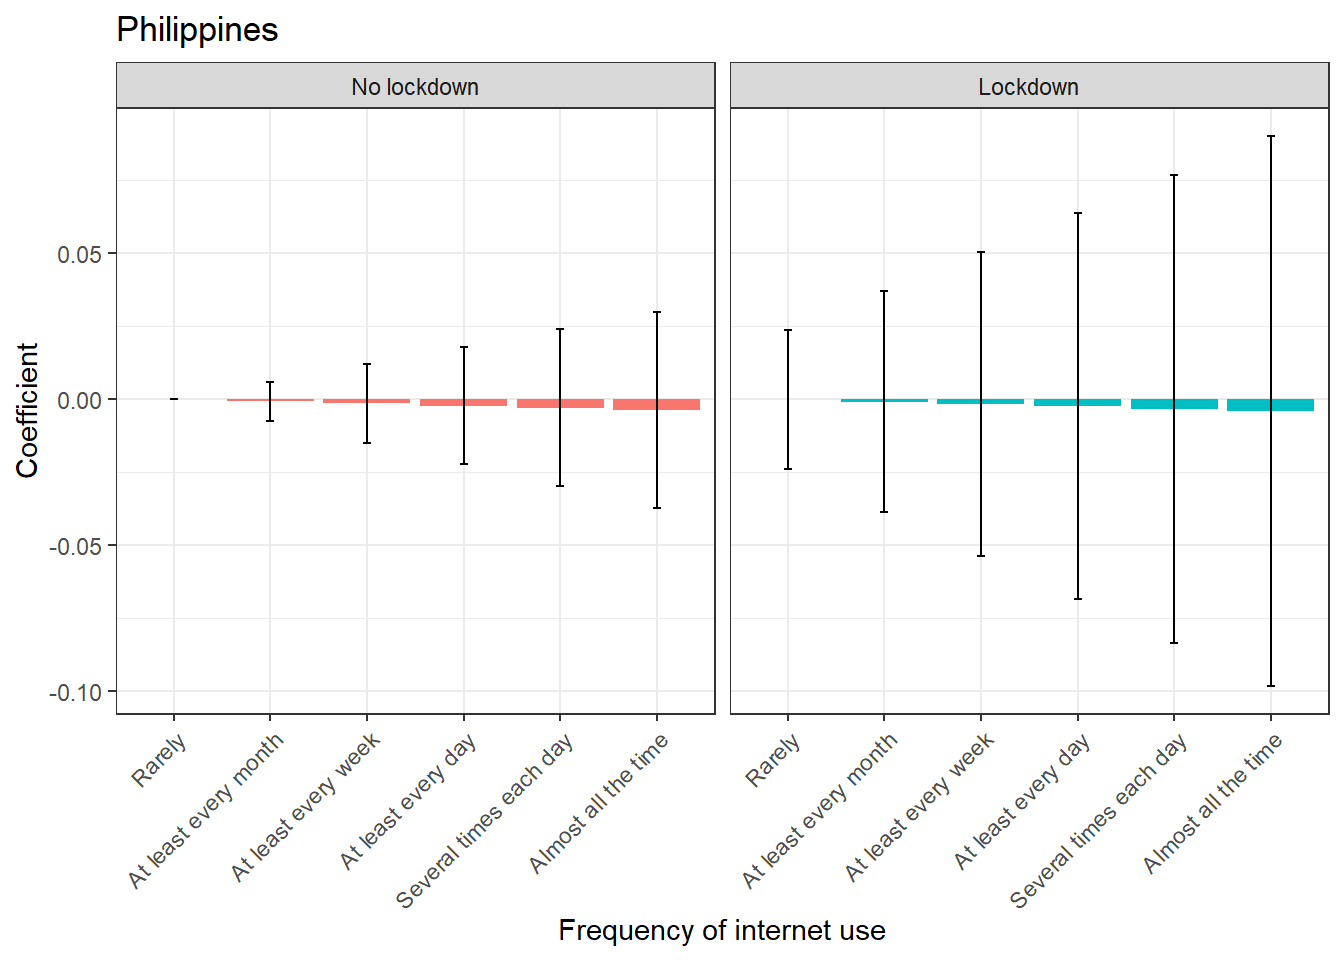 Philippines
No lockdown
Lockdown
Coefficient
0.05
0.00
-0.05
-0.10
Rarely
At least every month
At least every week
At least every day
Several times each day
Almost all the time
Rarely
At least every month
At least every week
At least every day
Several times each day
Almost all the time
Frequency of internet use